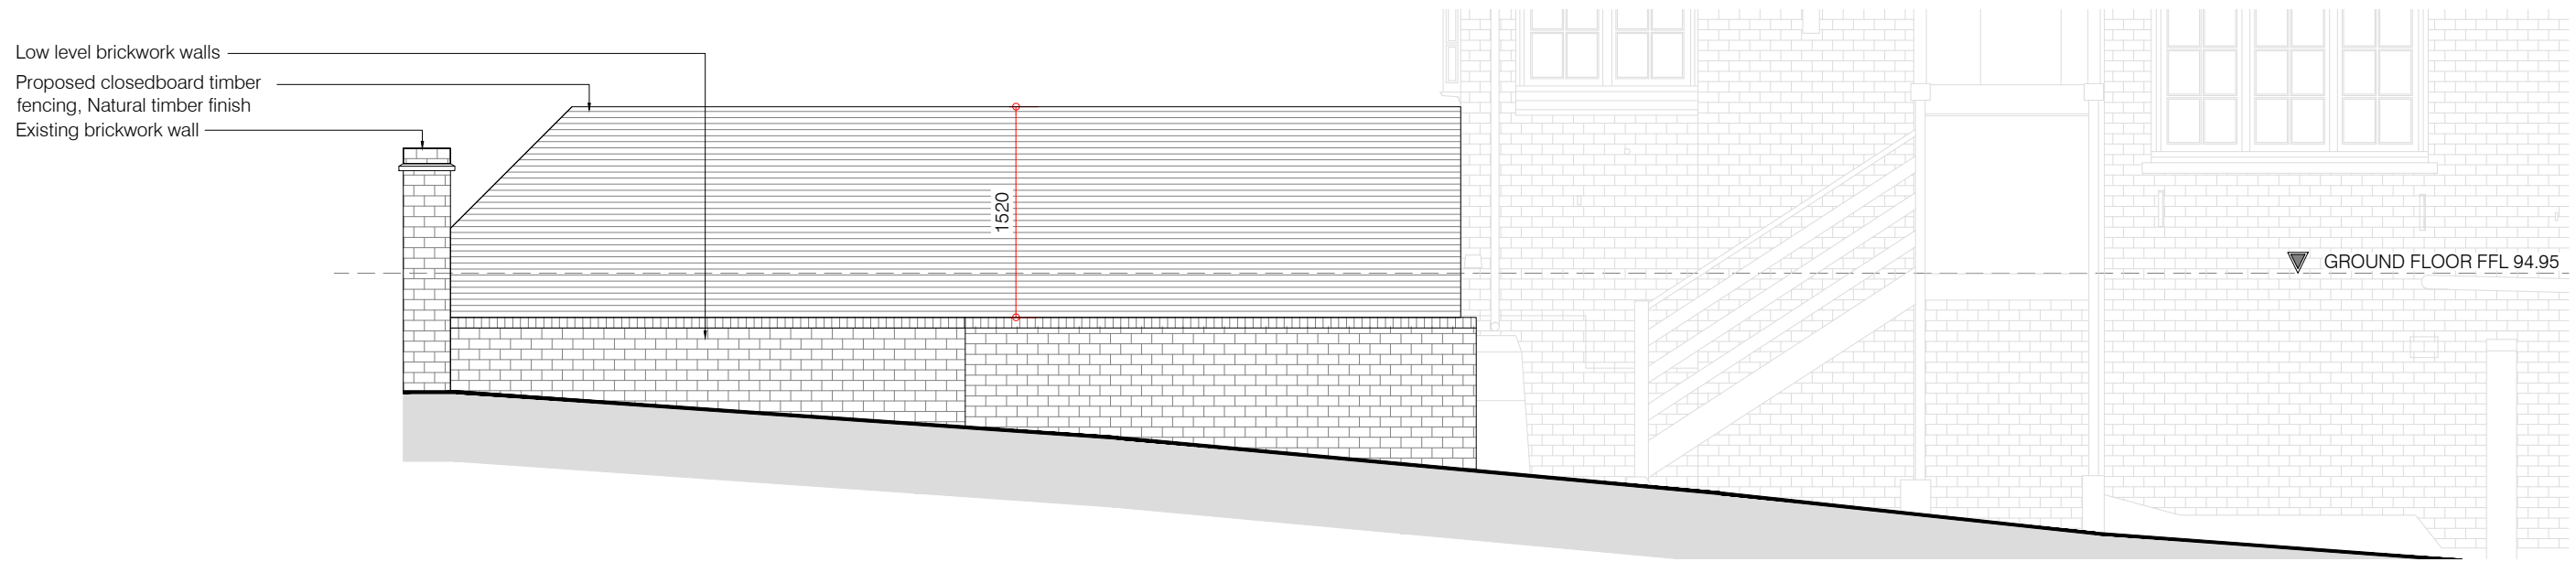 Low level brickwork walls
Proposed closedboard timber
fencing, Natural timber finish
Existing brickwork wall
1520
GROUND FLOOR FFL 94.95